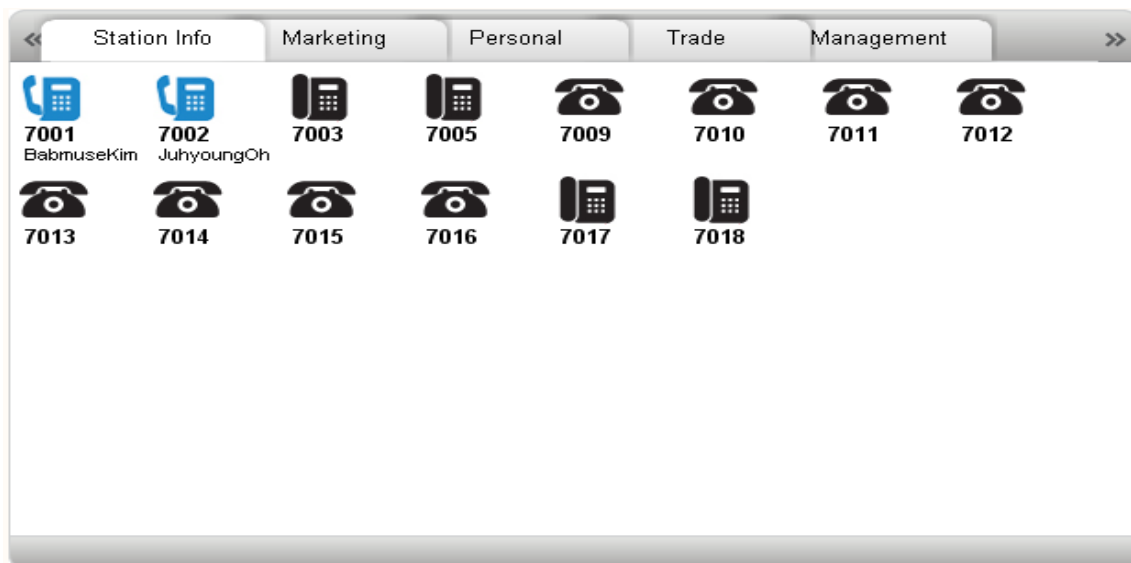 Station Info Marketing Personal Trade Management
7001 7002 7003 7005 7009 7010 7011 7012
BabmuseKim JuhyoungOh
7013 7014 7015 7016 7017 7018